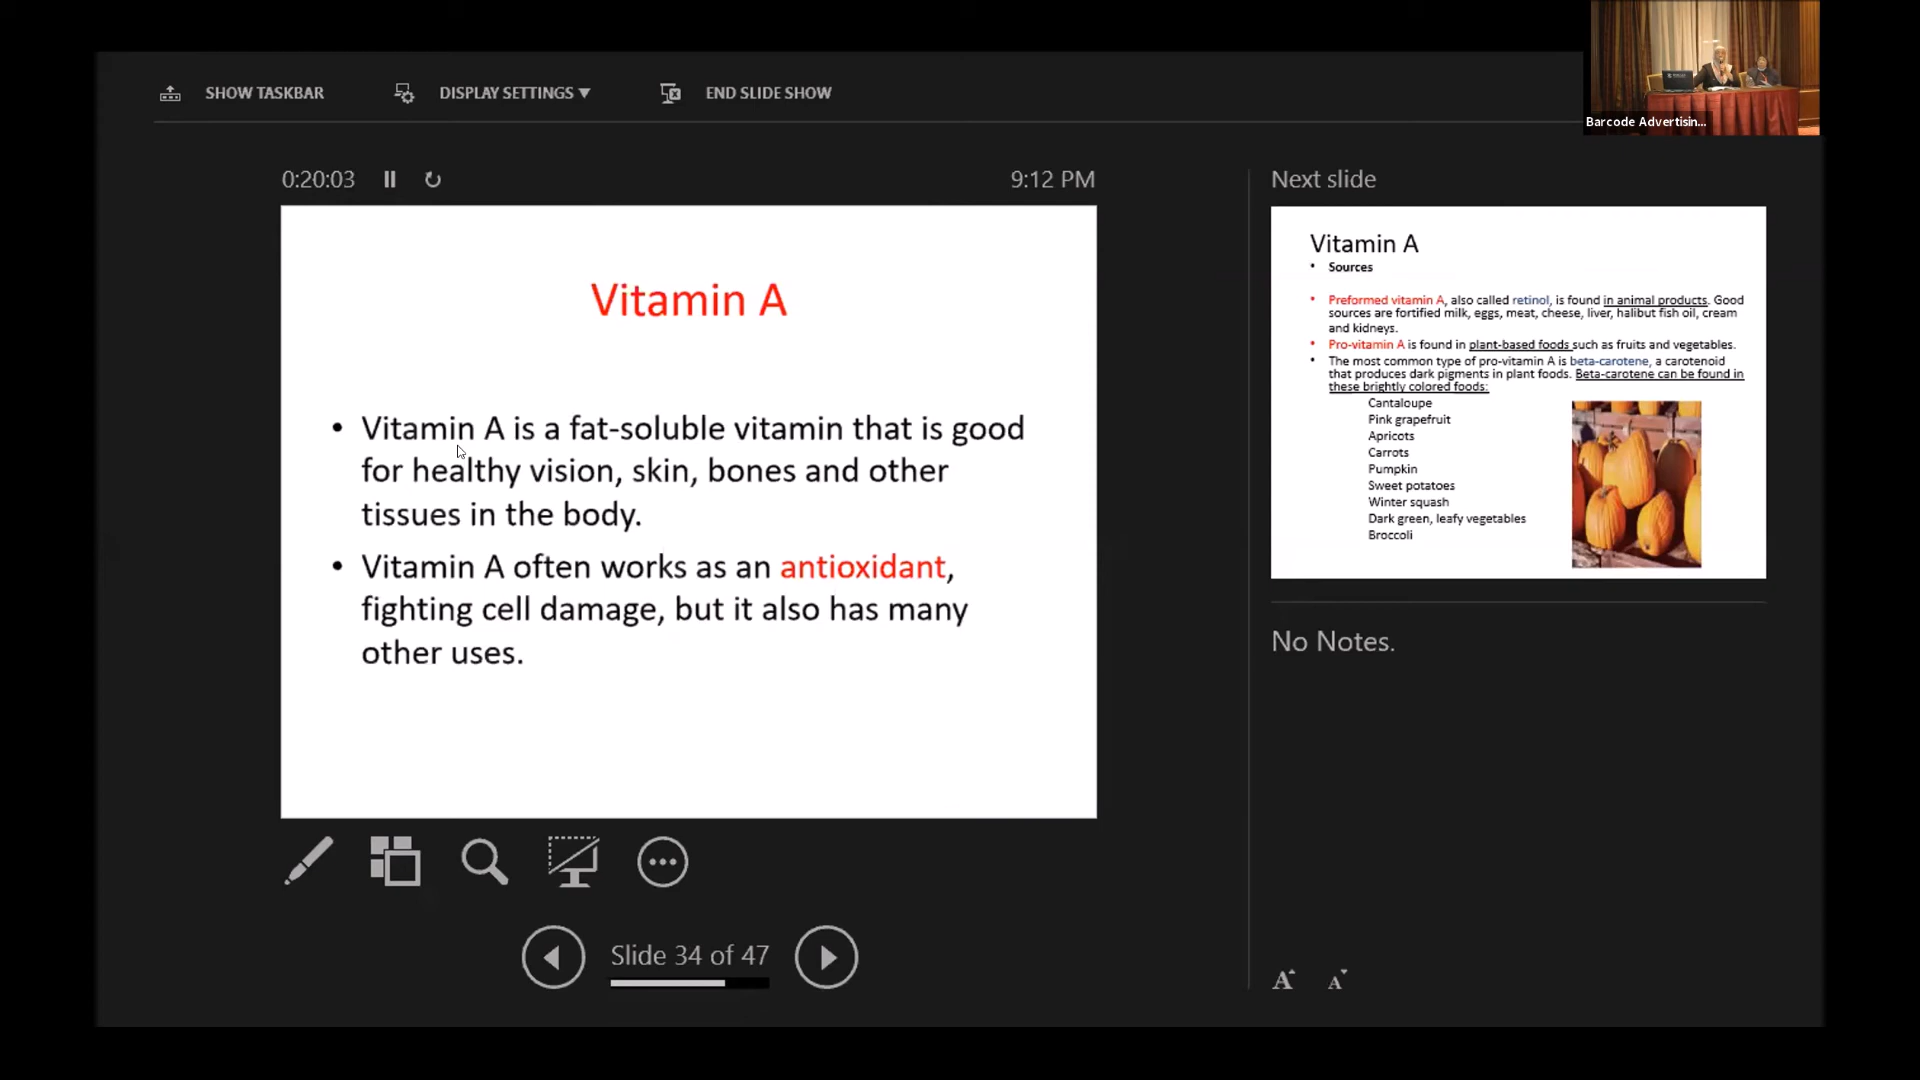 SHOW TASKBAR
DISPLAY SETTINGS ▼
END SLIDE SHOW
Barcode Advertisin...
0:20:03
9:12 PM
Vitamin A
• Vitamin A is a fat-soluble vitamin that is good
for healthy vision, skin, bones and other
tissues in the body.
• Vitamin A often works as an antioxidant,
fighting cell damage, but it also has many
other uses.
Slide 34 of 47
Next slide
Vitamin A
• Sources
• Preformed vitamin A, also called retinol, is found in animal products. Good
sources are fortified milk, eggs, meat, cheese, liver, halibut fish oil, cream
and kidneys.
• Pro-vitamin A is found in plant-based foods such as fruits and vegetables.
• The most common type of pro-vitamin A is beta-carotene, a carotenoid
that produces dark pigments in plant foods. Beta-carotene can be found in
these brightly colored foods:
Cantaloupe
Pink grapefruit
Apricots
Carrots
Pumpkin
Sweet potatoes
Winter squash
Dark green, leafy vegetables
Broccoli
No Notes.
A A